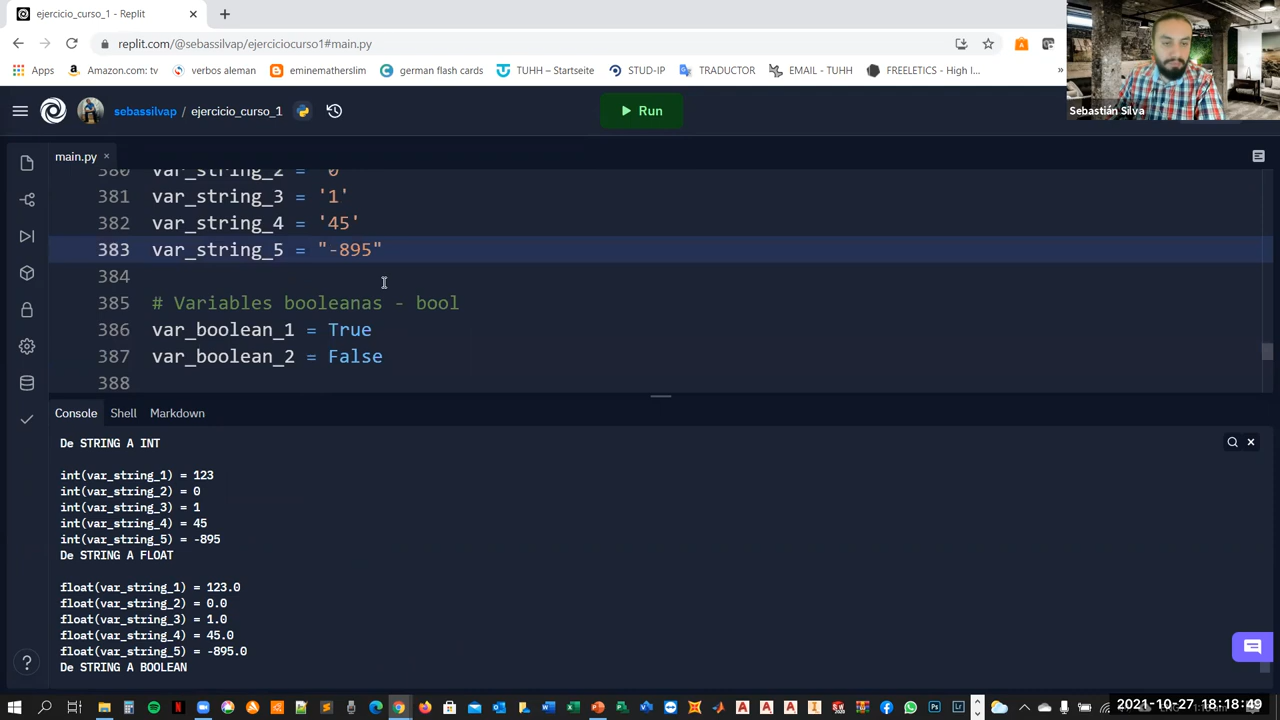 ejercicio_curso_1 - Replit
replit.com/@sebassilvap/ejerciciocurso1#main.py
Apps
Amazon.com: tv
verbos aleman
eminematherslim
german flash cards
TUHH – Startseite
STUD-IP
TRADUCTOR
EMAIL - TUHH
FREELETICS - High I...
»
Sebastián Silva
sebassilvap / ejercicio_curso_1
Run
main.py
380 var_string_2 = '0'
381 var_string_3 = '1'
382 var_string_4 = '45'
383 var_string_5 = "-895"
384
385 # Variables booleanas - bool
386 var_boolean_1 = True
387 var_boolean_2 = False
388
Console Shell Markdown
De STRING A INT
int(var_string_1) = 123
int(var_string_2) = 0
int(var_string_3) = 1
int(var_string_4) = 45
int(var_string_5) = -895
De STRING A FLOAT
float(var_string_1) = 123.0
float(var_string_2) = 0.0
float(var_string_3) = 1.0
float(var_string_4) = 45.0
float(var_string_5) = -895.0
De STRING A BOOLEAN
?
2021-10-27 18:18:49